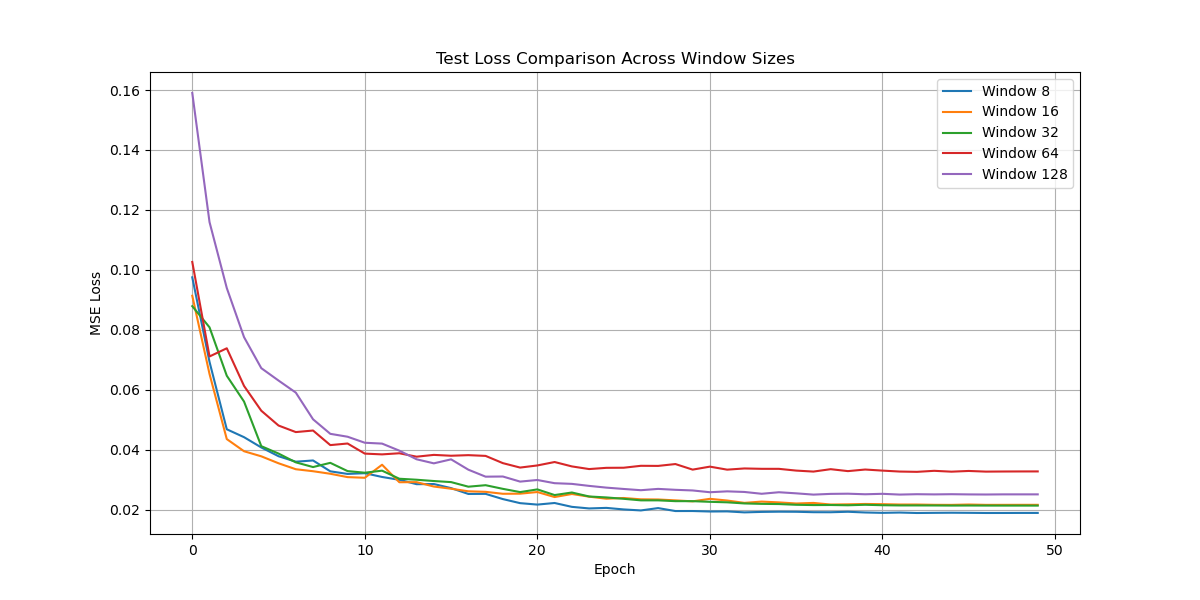 Test Loss Comparison Across Window Sizes
MSE Loss
0.16
0.14
0.12
0.10
0.08
0.06
0.04
0.02
0 10 20 30 40 50
Epoch
Window 8
Window 16
Window 32
Window 64
Window 128